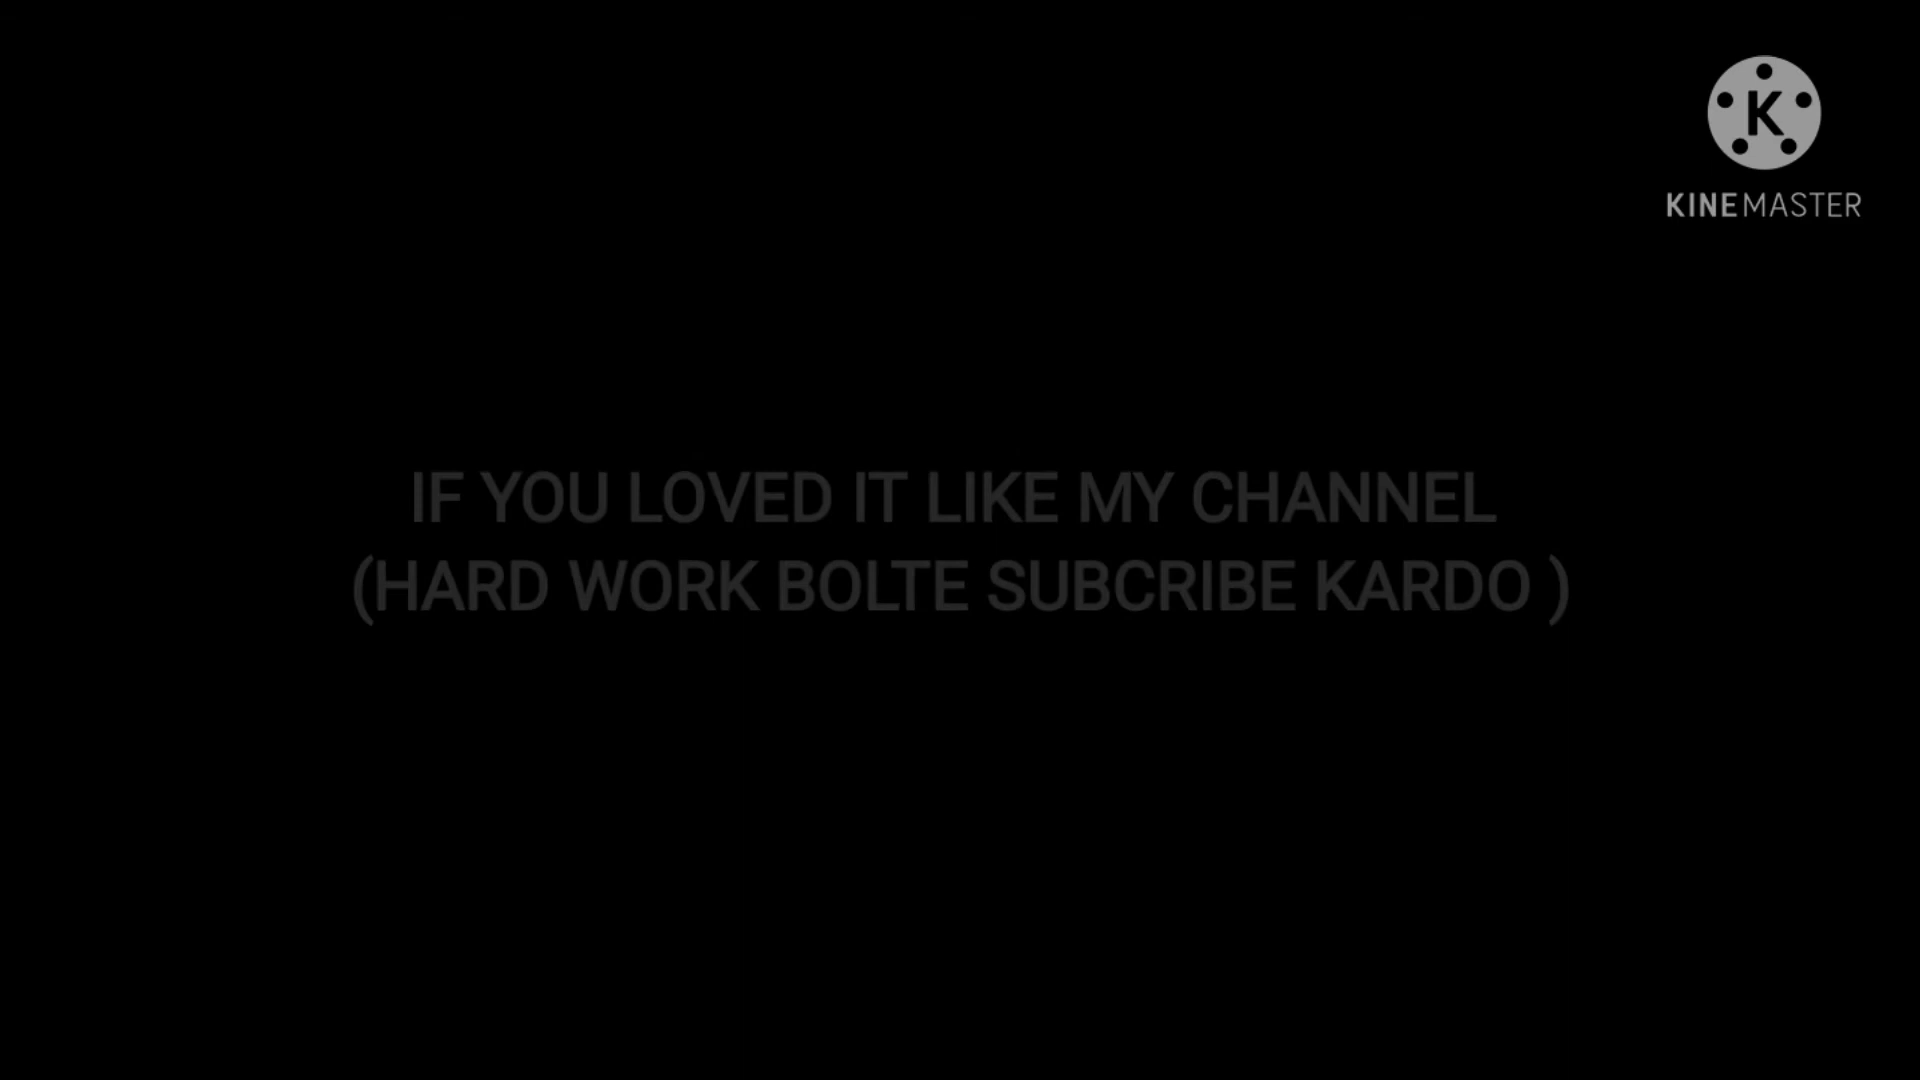 K
KINEMASTER
IF YOU LOVED IT LIKE MY CHANNEL
(HARD WORK BOLTE SUBCRIBE KARDO )